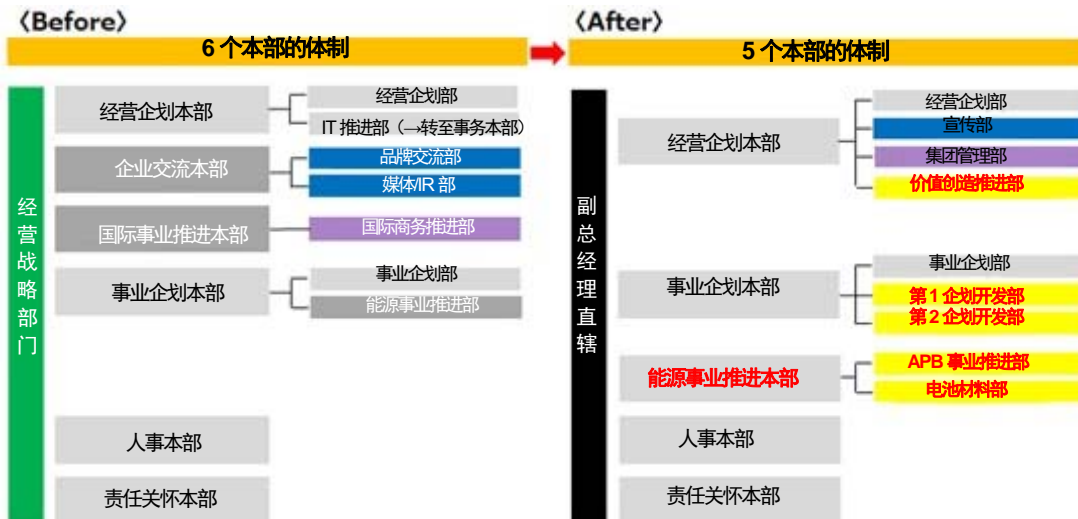 〈Before〉
6 个本部的体制
经营战略部门
经营企划本部
经营企划部
IT 推进部（→转至事务本部）
企业交流本部
品牌交流部
媒体/IR 部
国际事业推进本部
国际商务推进部
事业企划本部
事业企划部
能源事业推进部
人事本部
责任关怀本部
〈After〉
5 个本部的体制
副总经理直辖
经营企划本部
经营企划部
宣传部
集团管理部
价值创造推进部
事业企划本部
事业企划部
第 1 企划开发部
第 2 企划开发部
能源事业推进本部
APB 事业推进部
电池材料部
人事本部
责任关怀本部